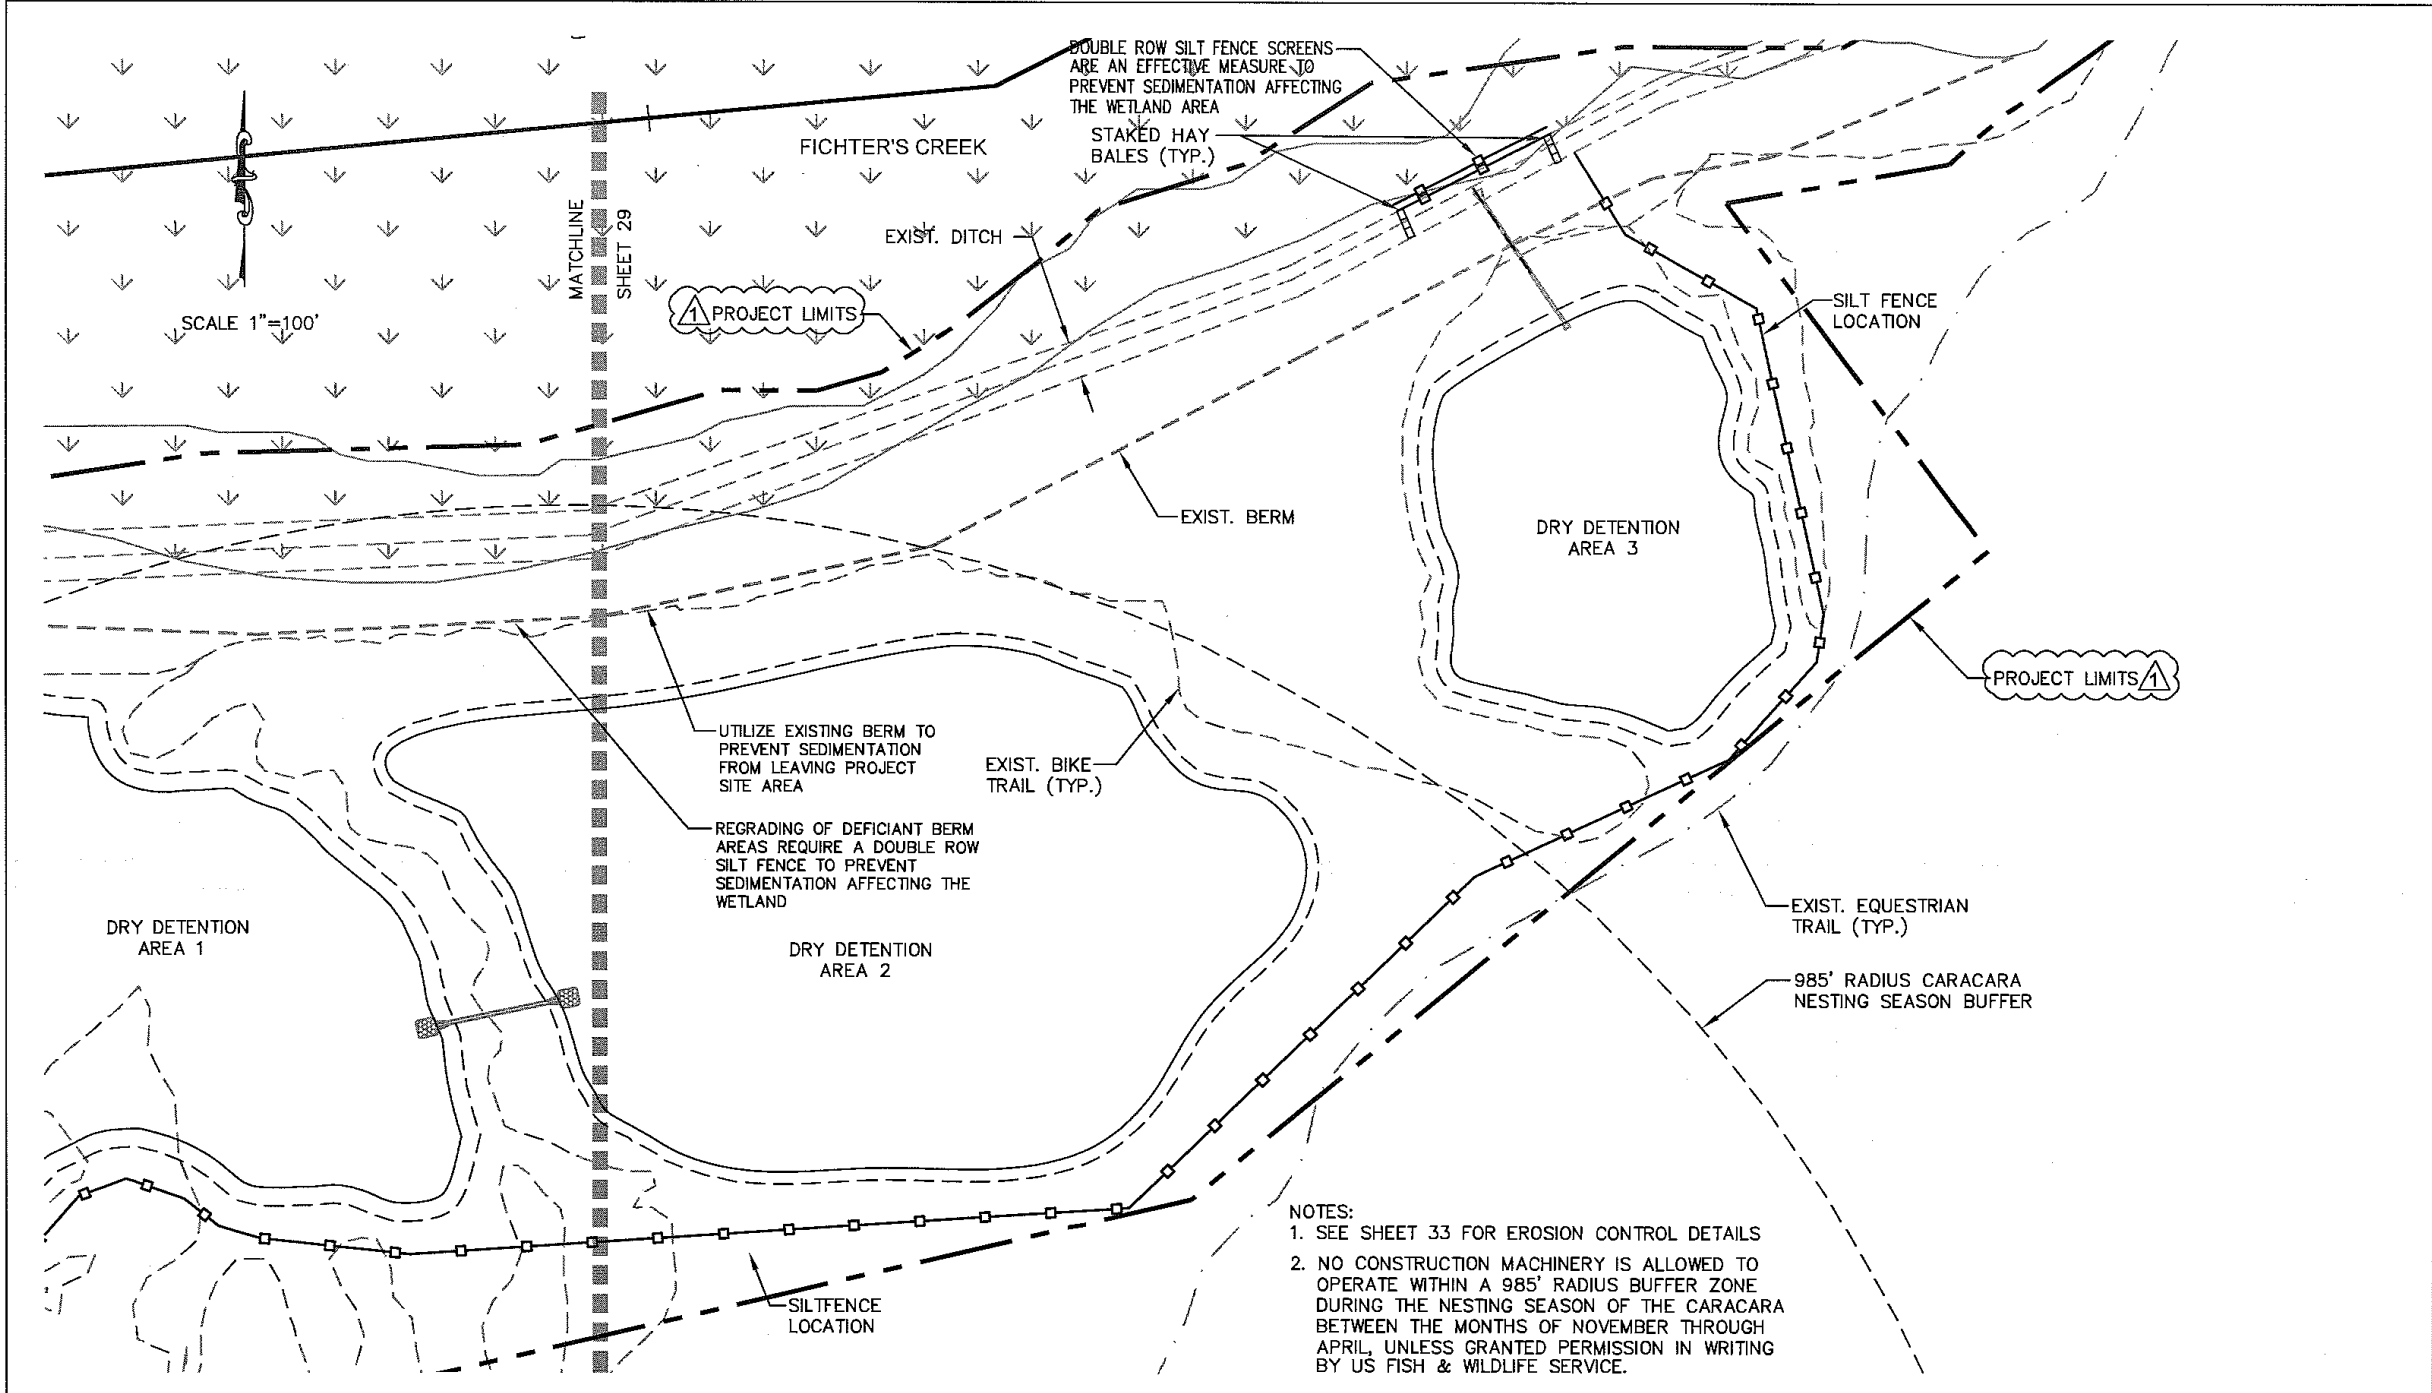 DOUBLE ROW SILT FENCE SCREENS
ARE AN EFFECTIVE MEASURE TO
PREVENT SEDIMENTATION AFFECTING
THE WETLAND AREA
STAKED HAY
BALES (TYP.)
FICHTER'S CREEK
MATCHLINE
SHEET 29
EXIST. DITCH
SCALE 1"=100'
1 PROJECT LIMITS
SILT FENCE
LOCATION
EXIST. BERM
DRY DETENTION
AREA 3
PROJECT LIMITS 1
UTILIZE EXISTING BERM TO
PREVENT SEDIMENTATION
FROM LEAVING PROJECT
SITE AREA
EXIST. BIKE
TRAIL (TYP.)
REGRADING OF DEFICIANT BERM
AREAS REQUIRE A DOUBLE ROW
SILT FENCE TO PREVENT
SEDIMENTATION AFFECTING THE
WETLAND
DRY DETENTION
AREA 1
DRY DETENTION
AREA 2
EXIST. EQUESTRIAN
TRAIL (TYP.)
985' RADIUS CARACARA
NESTING SEASON BUFFER
SILTFENCE
LOCATION
NOTES:
1. SEE SHEET 33 FOR EROSION CONTROL DETAILS
2. NO CONSTRUCTION MACHINERY IS ALLOWED TO
OPERATE WITHIN A 985' RADIUS BUFFER ZONE
DURING THE NESTING SEASON OF THE CARACARA
BETWEEN THE MONTHS OF NOVEMBER THROUGH
APRIL, UNLESS GRANTED PERMISSION IN WRITING
BY US FISH & WILDLIFE SERVICE.